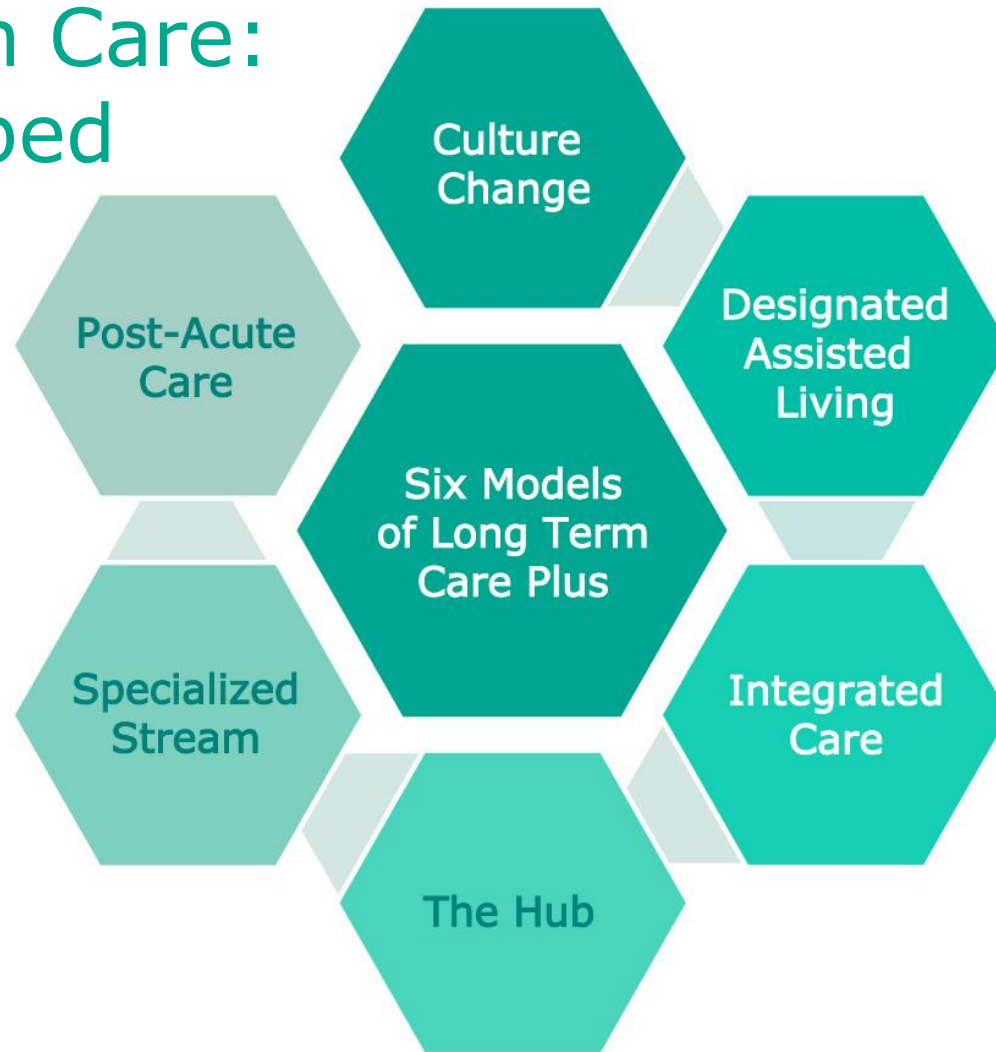 Care:
Culture
Change
Designated
Assisted
Living
Post-Acute
Care
Six Models
of Long Term
Care Plus
Specialized
Stream
Integrated
Care
The Hub